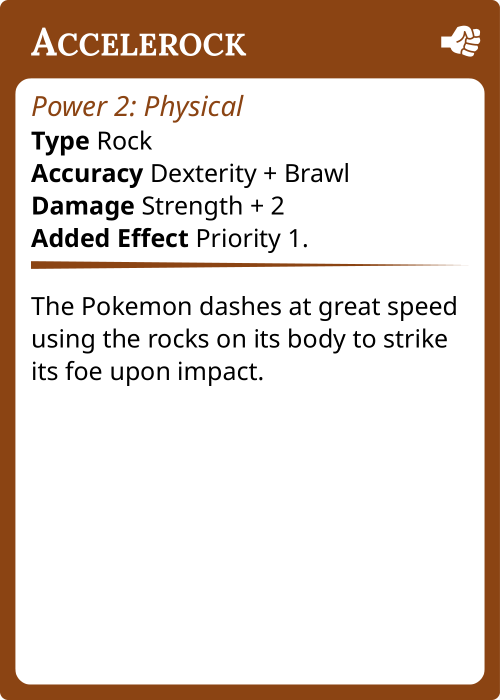 ACCELEROCK
Power 2: Physical
Type Rock
Accuracy Dexterity + Brawl
Damage Strength + 2
Added Effect Priority 1.
The Pokemon dashes at great speed
using the rocks on its body to strike
its foe upon impact.